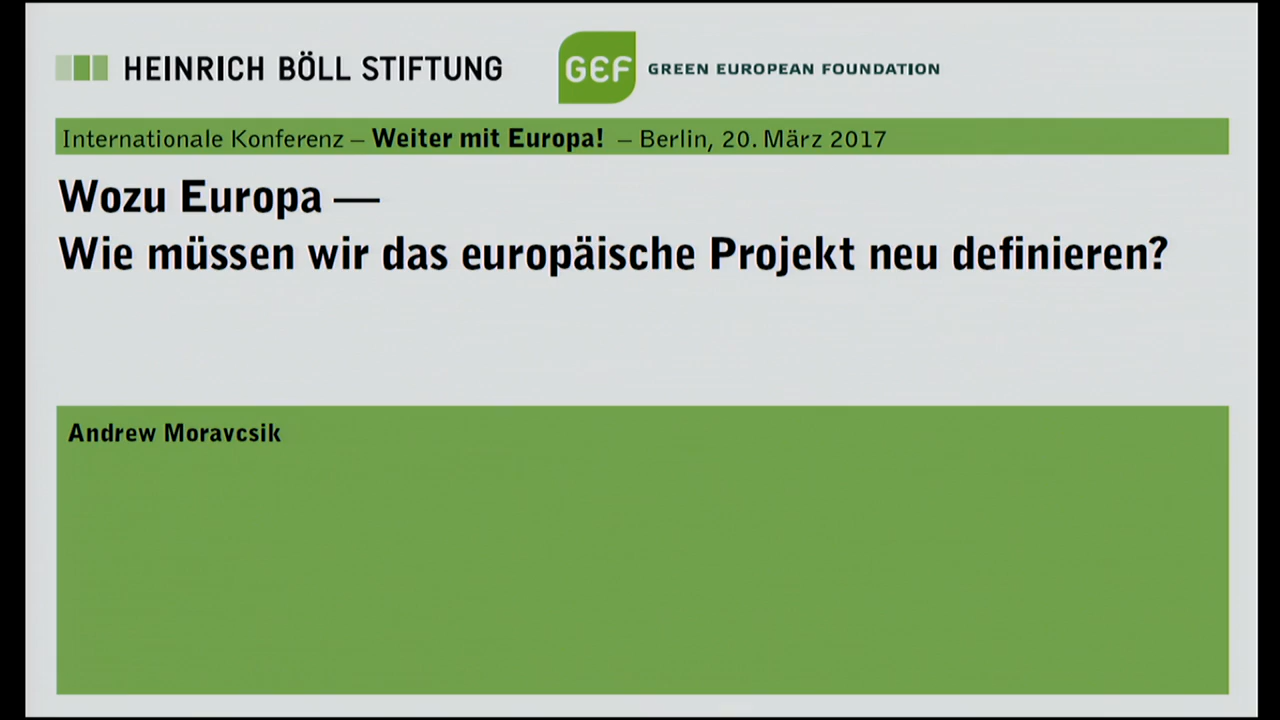 HEINRICH BÖLL STIFTUNG
GEF GREEN EUROPEAN FOUNDATION
Internationale Konferenz – Weiter mit Europa! – Berlin, 20. März 2017
Wozu Europa —
Wie müssen wir das europäische Projekt neu definieren?
Andrew Moravcsik